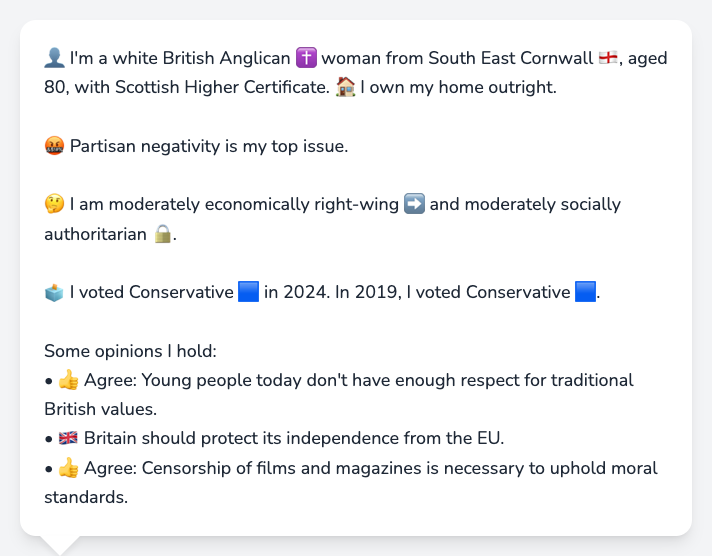 👤 I'm a white British Anglican ✝️ woman from South East Cornwall 🏴󠁧󠁢󠁥󠁮󠁧󠁿, aged
80, with Scottish Higher Certificate. 🏠 I own my home outright.
🤬 Partisan negativity is my top issue.
🤔 I am moderately economically right-wing ➡️ and moderately socially
authoritarian 🔒.
🗳️ I voted Conservative 🟦 in 2024. In 2019, I voted Conservative 🟦.
Some opinions I hold:
• 👍 Agree: Young people today don't have enough respect for traditional
British values.
• 🇬🇧 Britain should protect its independence from the EU.
• 👍 Agree: Censorship of films and magazines is necessary to uphold moral
standards.